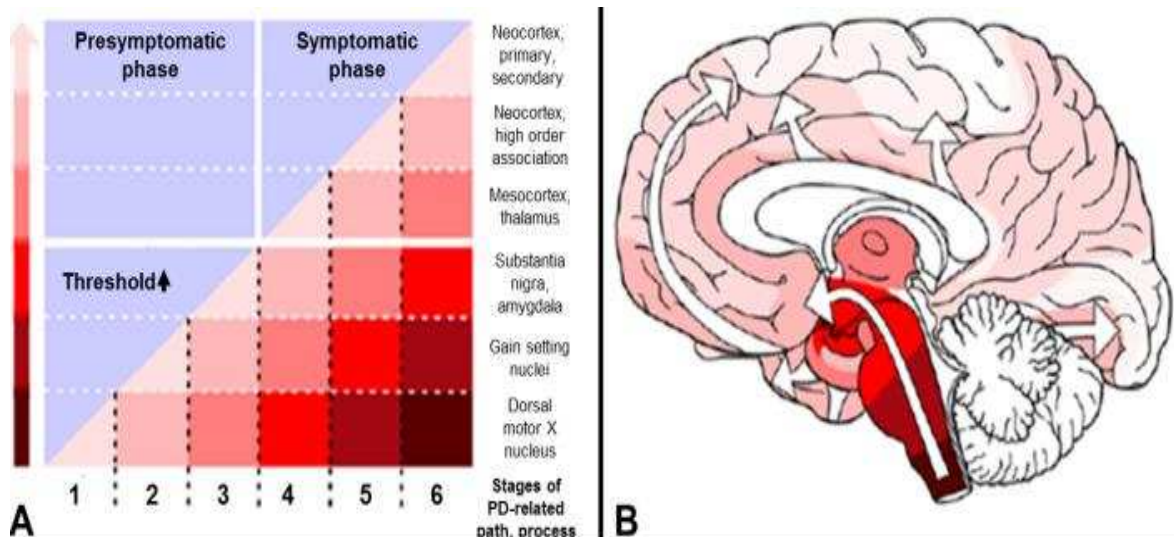 Presymptomatic
phase
Symptomatic
phase
Neocortex,
primary,
secondary
Neocortex,
high order
association
Mesocortex,
thalamus
Threshold
Substantia
nigra,
amygdala
Gain setting
nuclei
Dorsal
motor X
nucleus
1 2 3 4 5 6
Stages of
PD-related
path. process
A
B